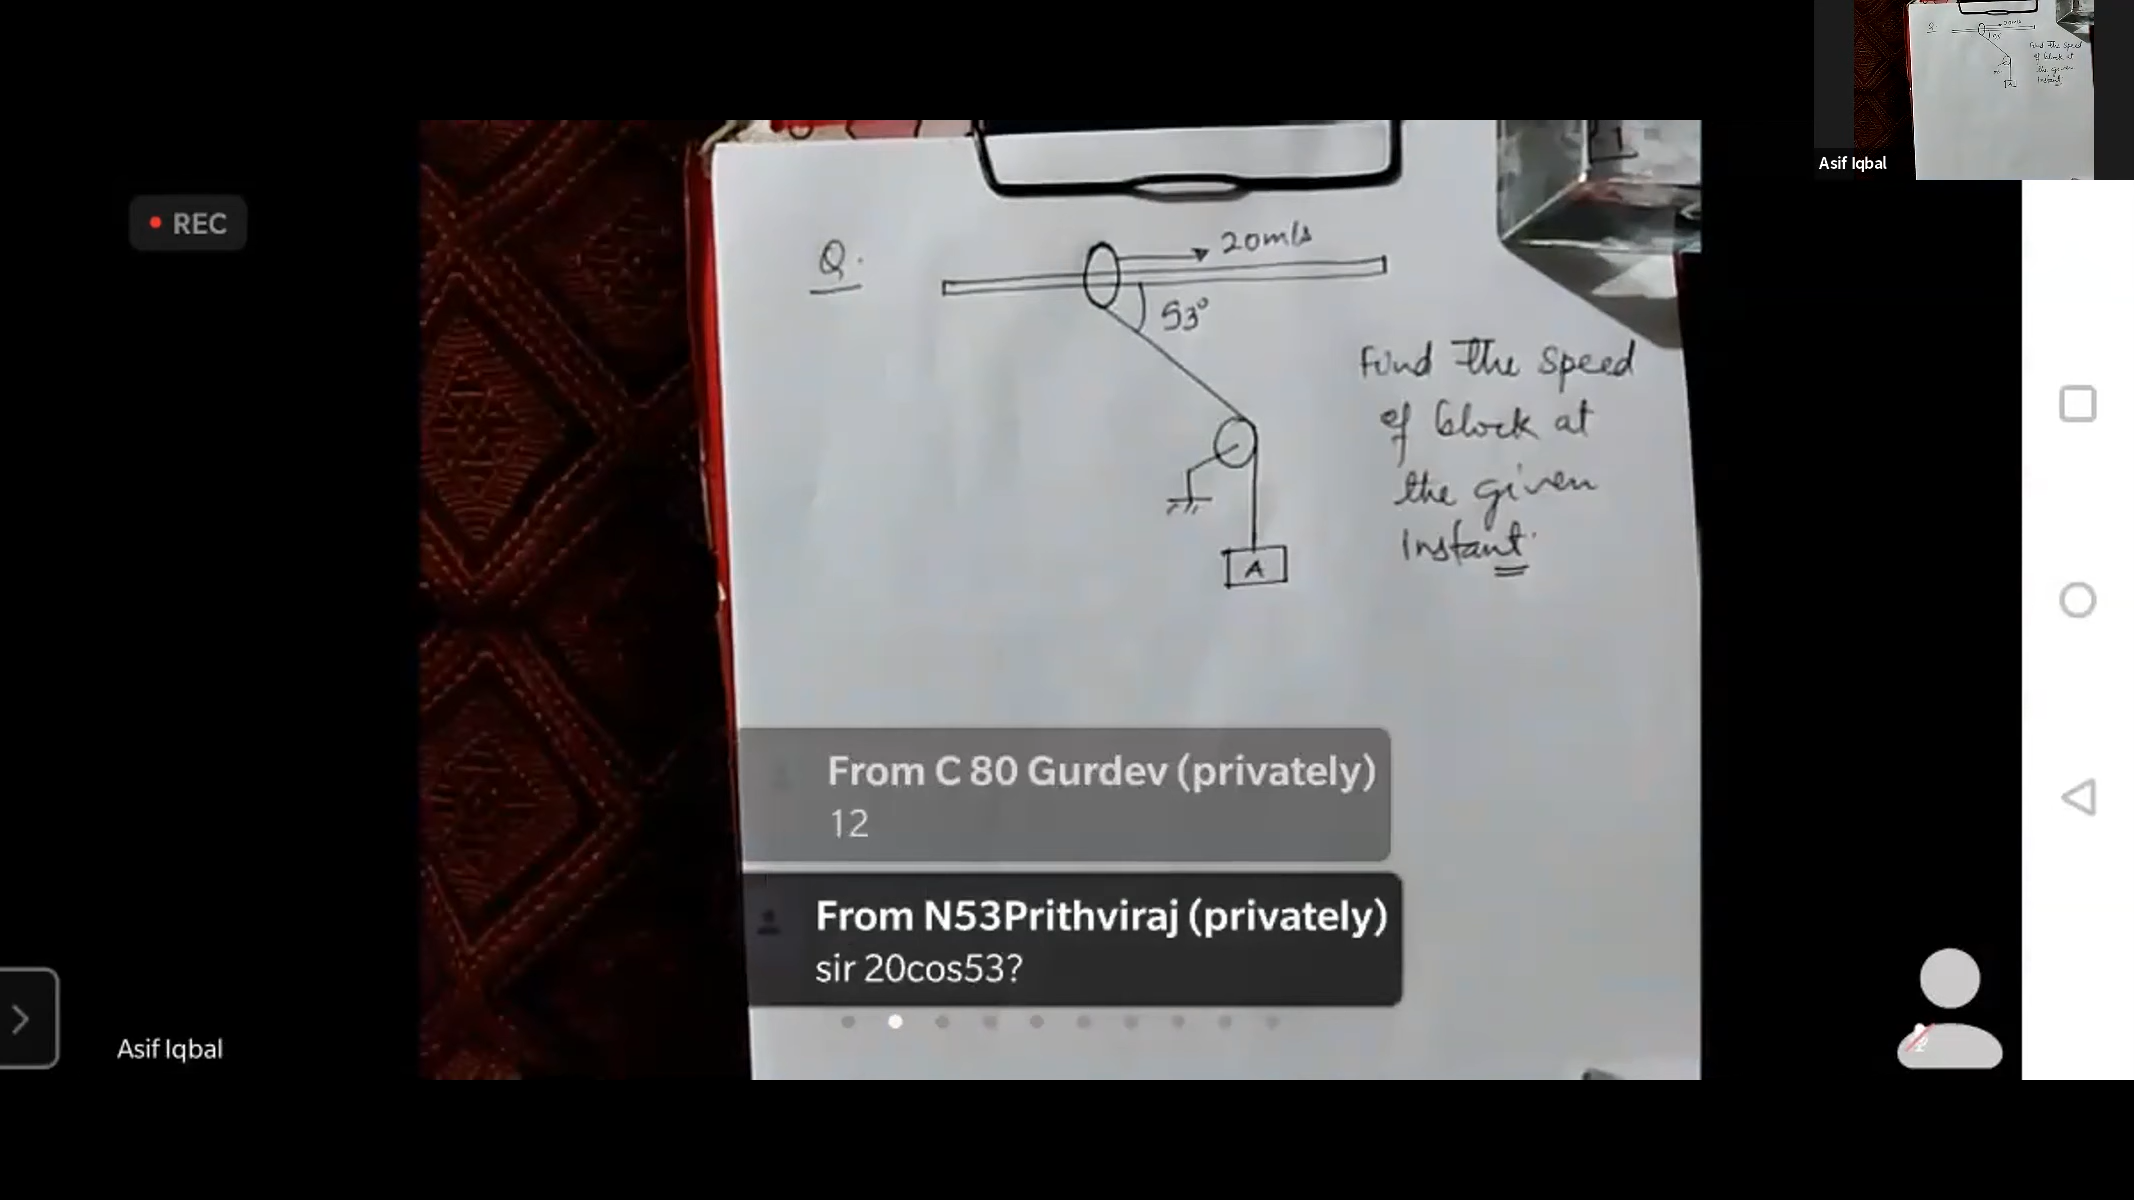 Asif Iqbal
REC
Q.
20m/s
53°
Find The Speed
of block at
the given
instant.
A
From C 80 Gurdev (privately)
12
From N53Prithviraj (privately)
sir 20cos53?
Asif Iqbal